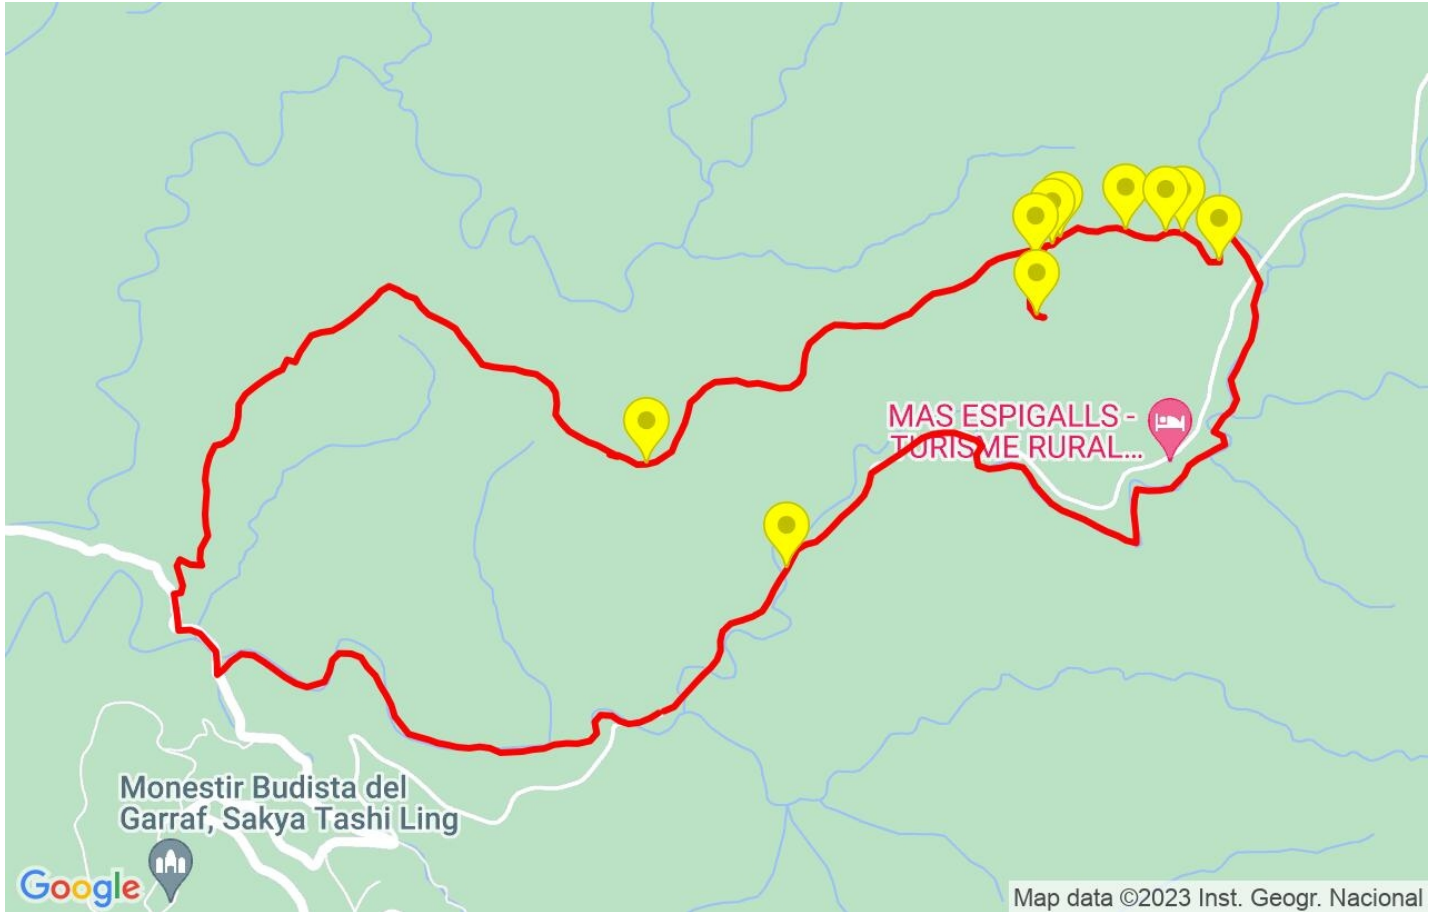 MAS ESPIGALLS -
TURISME RURAL...
Monestir Budista del
Garraf, Sakya Tashi Ling
Google
Map data ©2023 Inst. Geogr. Nacional